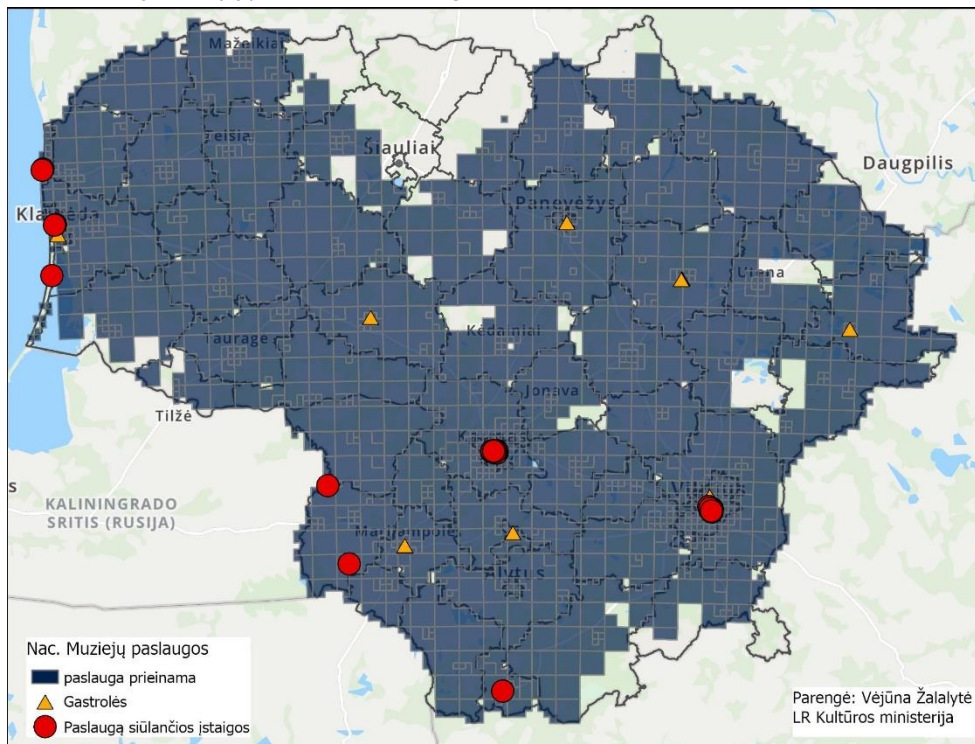 Mažeikiai
Telšiai
Šiauliai
Daugpilis
Klaipėda
Panevėžys
Utena
Kėdainiai
Tauragė
Jonava
Tilžė
s
KALININGRADO
SRITIS (RUSIJA)
Marijampolė
Alytus
Nac. Muziejų paslaugos
paslauga prieinama
Gastrolės
Paslaugą siūlančios įstaigos
Parengė: Vėjūna Žalalytė
LR Kultūros ministerija